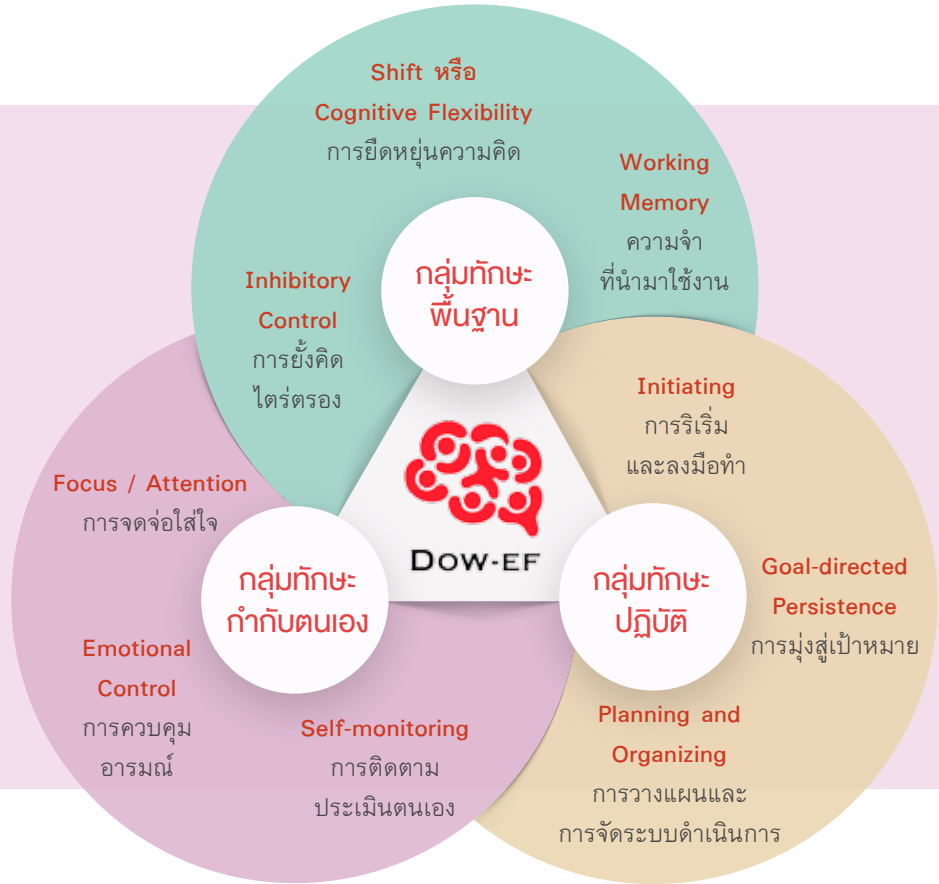 Shift หรือ
Cognitive Flexibility
การยืดหยุ่นความคิด
Working
Memory
ความจำ
ที่นำมาใช้งาน
กลุ่มทักษะ
พื้นฐาน
Inhibitory
Control
การยั้งคิด
ไตร่ตรอง
Initiating
การริเริ่ม
และลงมือทำ
Focus / Attention
การจดจ่อใส่ใจ
DOW-EF
กลุ่มทักษะ
กำกับตนเอง
กลุ่มทักษะ
ปฏิบัติ
Goal-directed
Persistence
การมุ่งสู่เป้าหมาย
Emotional
Control
การควบคุม
อารมณ์
Self-monitoring
การติดตาม
ประเมินตนเอง
Planning and
Organizing
การวางแผนและ
การจัดระบบดำเนินการ